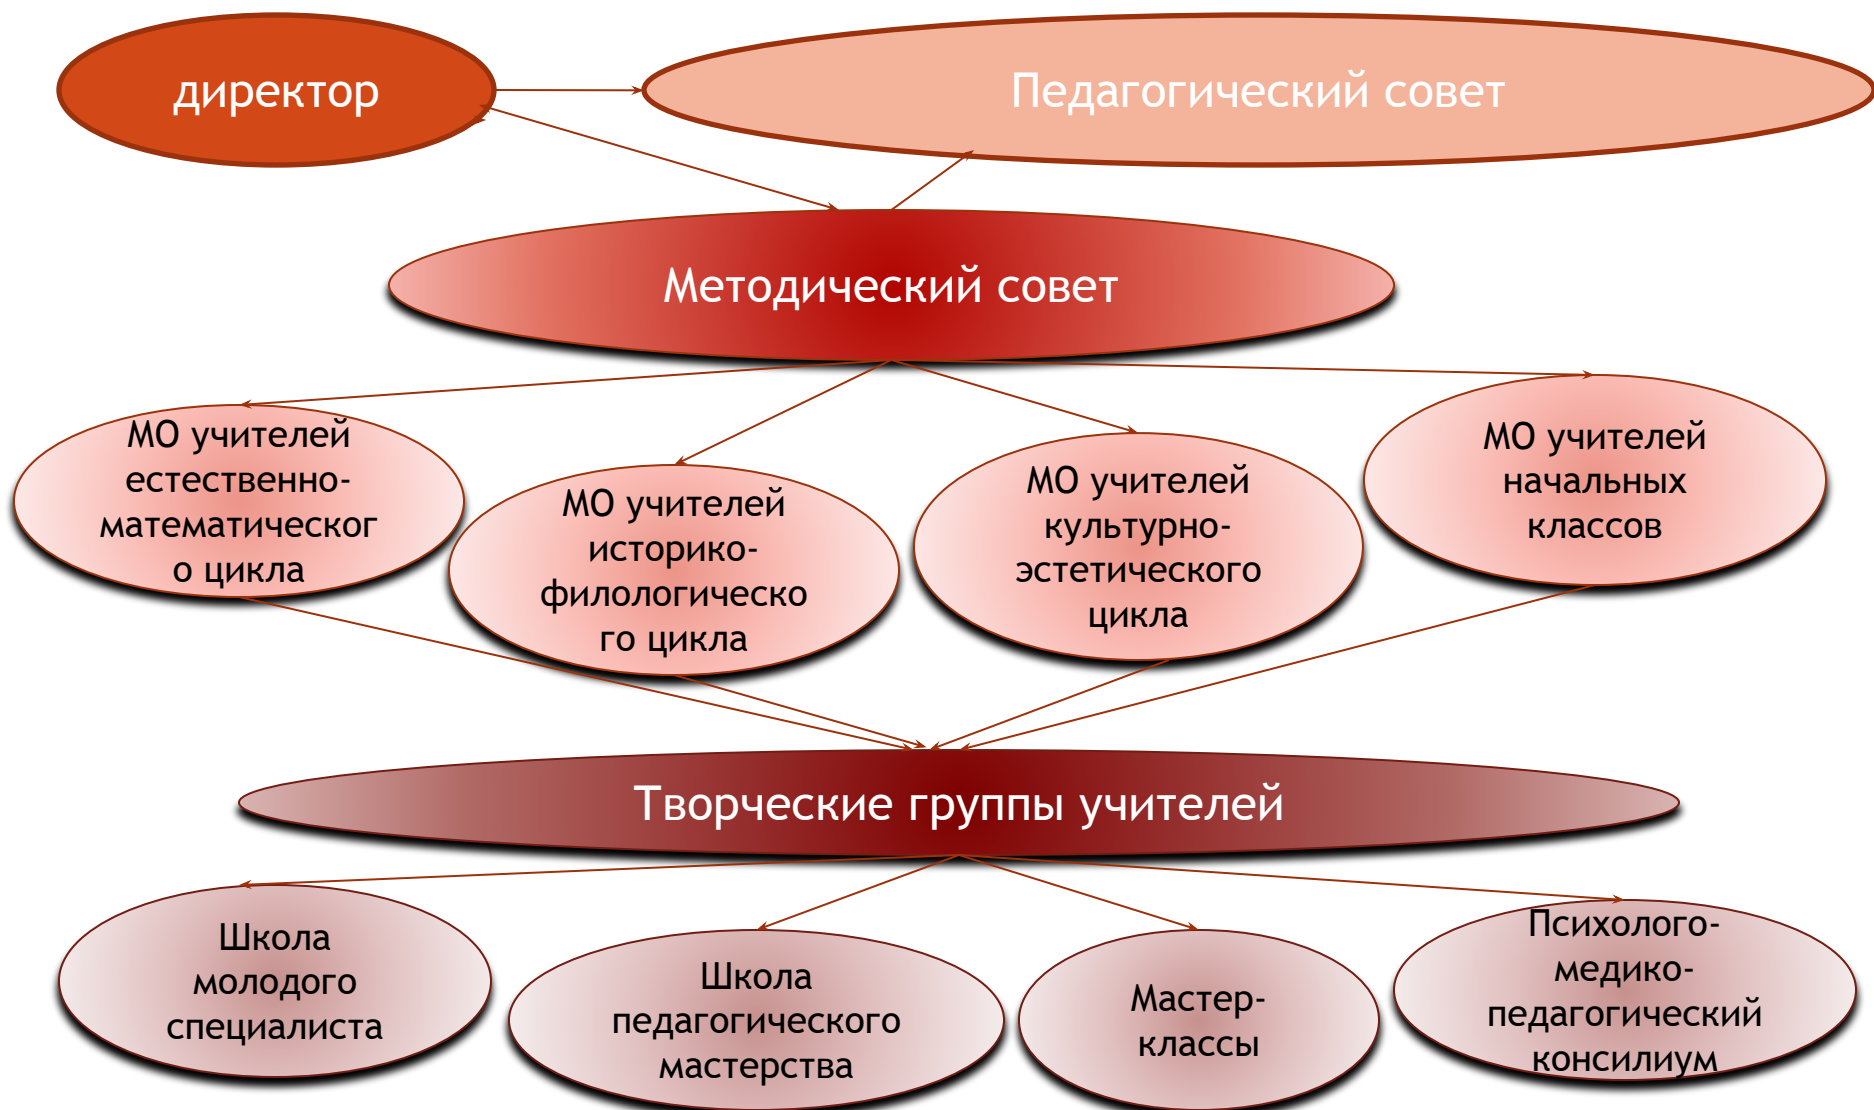 директор
Педагогический совет
Методический совет
МО учителей
естественно-
математическог
о цикла
МО учителей
историко-
филологическо
го цикла
МО учителей
культурно-
эстетического
цикла
МО учителей
начальных
классов
Творческие группы учителей
Школа
молодого
специалиста
Школа
педагогического
мастерства
Мастер-
классы
Психолого-
медико-
педагогический
консилиум